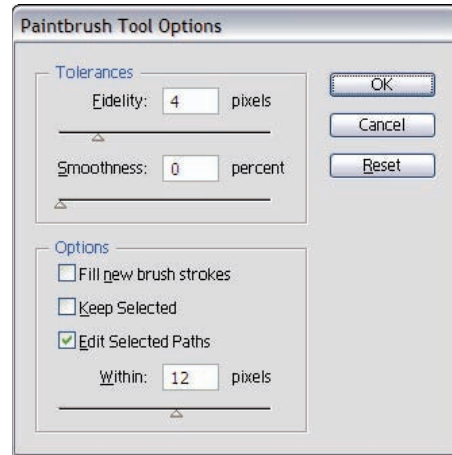 Paintbrush Tool Options
Tolerances
Fidelity: 4 pixels
Smoothness: 0 percent
OK
Cancel
Reset
Options
Fill new brush strokes
Keep Selected
Edit Selected Paths
Within: 12 pixels